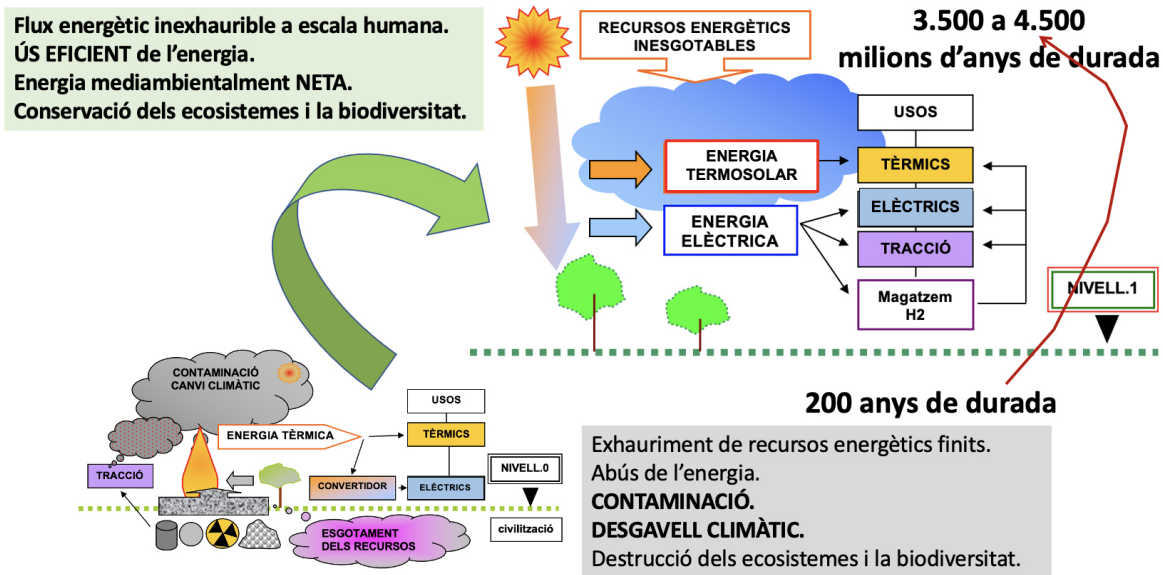 Flux energètic inexhaurible a escala humana.
ÚS EFICIENT de l’energia.
Energia mediambientalment NETA.
Conservació dels ecosistemes i la biodiversitat.
RECURSOS ENERGÈTICS
INESGOTABLES
3.500 a 4.500
milions d’anys de durada
USOS
ENERGIA
TERMOSOLAR
TÈRMICS
ENERGIA
ELÈCTRICA
ELÈCTRICS
TRACCIÓ
Magatzem
H2
NIVELL.1
CONTAMINACIÓ
CANVI CLIMÀTIC
USOS
ENERGIA TÈRMICA
TÈRMICS
TRACCIÓ
CONVERTIDOR
ELÈCTRICS
NIVELL.0
civilització
ESGOTAMENT
DELS RECURSOS
200 anys de durada
Exhauriment de recursos energètics finits.
Abús de l’energia.
CONTAMINACIÓ.
DESGAVELL CLIMÀTIC.
Destrucció dels ecosistemes i la biodiversitat.